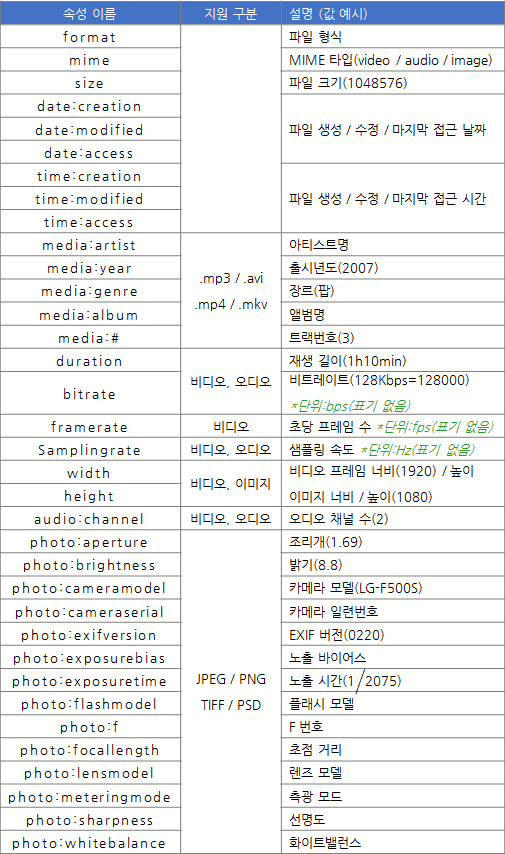 속성 이름 지원 구분 설명 (값 예시)
format 파일 형식
mime MIME 타입(video / audio / image)
size 파일 크기(1048576)
date:creation
date:modified 파일 생성 / 수정 / 마지막 접근 날짜
date:access
time:creation
time:modified 파일 생성 / 수정 / 마지막 접근 시간
time:access
media:artist 아티스트명
media:year 출시년도(2007)
.mp3 / .avi
media:genre 장르(팝)
.mp4 / .mkv
media:album 앨범명
media:# 트랙번호(3)
duration 재생 길이(1h10min)
비디오, 오디오
bitrate 비트레이트(128Kbps=128000)
*단위:bps(표기 없음)
framerate 비디오 초당 프레임 수 *단위:fps(표기 없음)
Samplingrate 비디오, 오디오 샘플링 속도 *단위:Hz(표기 없음)
width 비디오 프레임 너비(1920) / 높이
비디오, 이미지
height 이미지 너비 / 높이(1080)
audio:channel 비디오, 오디오 오디오 채널 수(2)
photo:aperture 조리개(1.69)
photo:brightness 밝기(8.8)
photo:cameramodel 카메라 모델(LG-F500S)
photo:cameraserial 카메라 일련번호
photo:exifversion EXIF 버전(0220)
photo:exposurebias 노출 바이어스
photo:exposuretime JPEG / PNG 노출 시간(1/2075)
photo:flashmodel TIFF / PSD 플래시 모델
photo:f F 번호
photo:focallength 초점 거리
photo:lensmodel 렌즈 모델
photo:meteringmode 측광 모드
photo:sharpness 선명도
photo:whitebalance 화이트밸런스